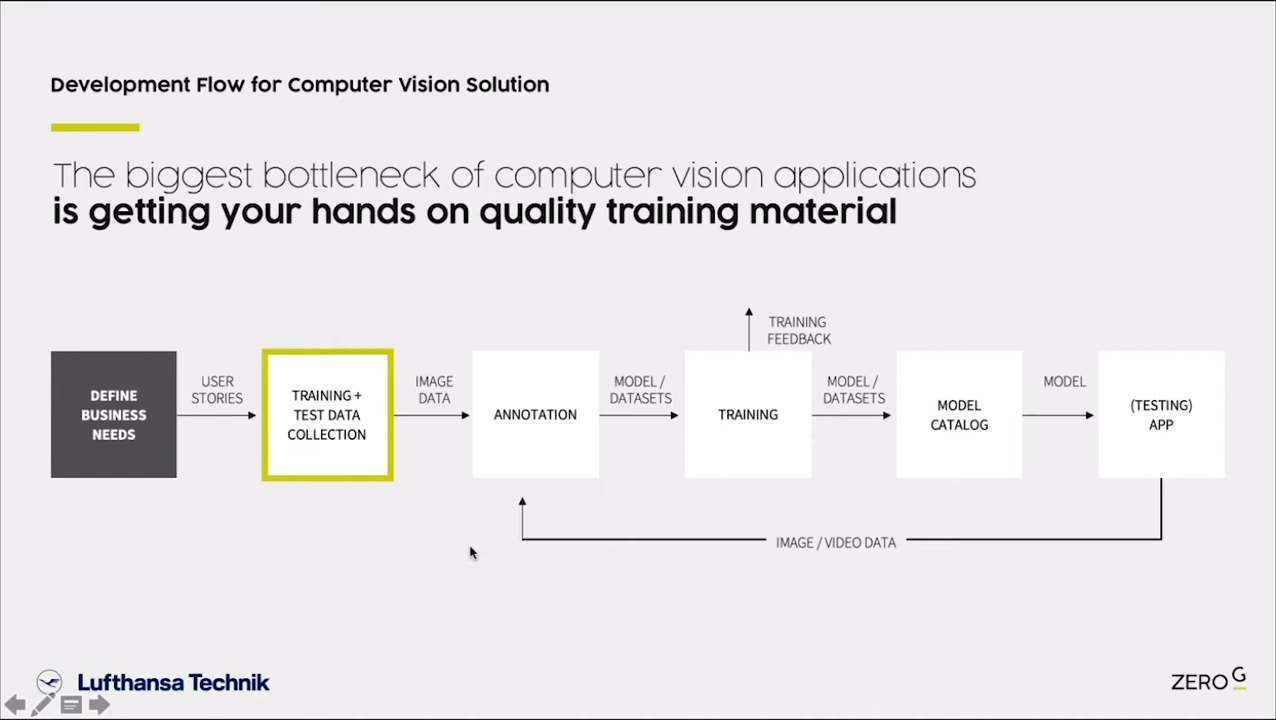 Development Flow for Computer Vision Solution
The biggest bottleneck of computer vision applications
is getting your hands on quality training material
TRAINING
FEEDBACK
DEFINE
BUSINESS
NEEDS
USER
STORIES
TRAINING +
TEST DATA
COLLECTION
IMAGE
DATA
ANNOTATION
MODEL /
DATASETS
TRAINING
MODEL /
DATASETS
MODEL
CATALOG
MODEL
(TESTING)
APP
IMAGE / VIDEO DATA
Lufthansa Technik
ZERO G